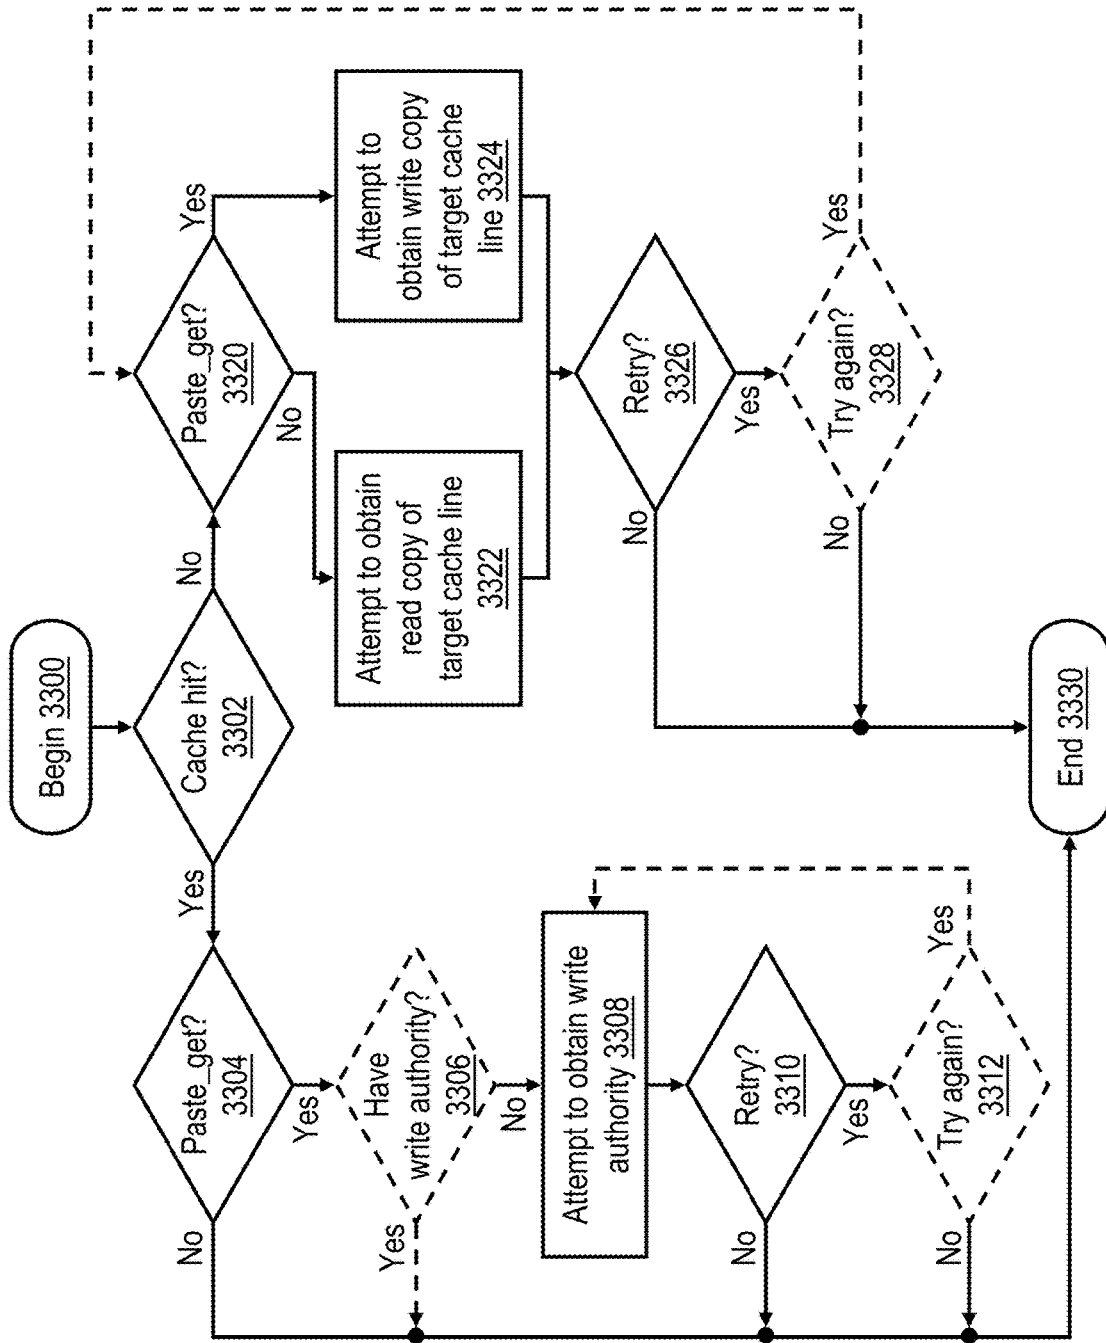 Begin 3300
Cache hit?
3302
Yes
No
Paste_get?
3304
No
Yes
Have
write authority?
3306
Yes
No
Attempt to obtain write
authority 3308
Retry?
3310
No
Yes
Try again?
3312
No
Yes
Paste_get?
3320
No
Yes
Attempt to obtain
read copy of
target cache line
3322
Attempt to
obtain write copy
of target cache
line 3324
Retry?
3326
No
Yes
Try again?
3328
No
Yes
End 3330